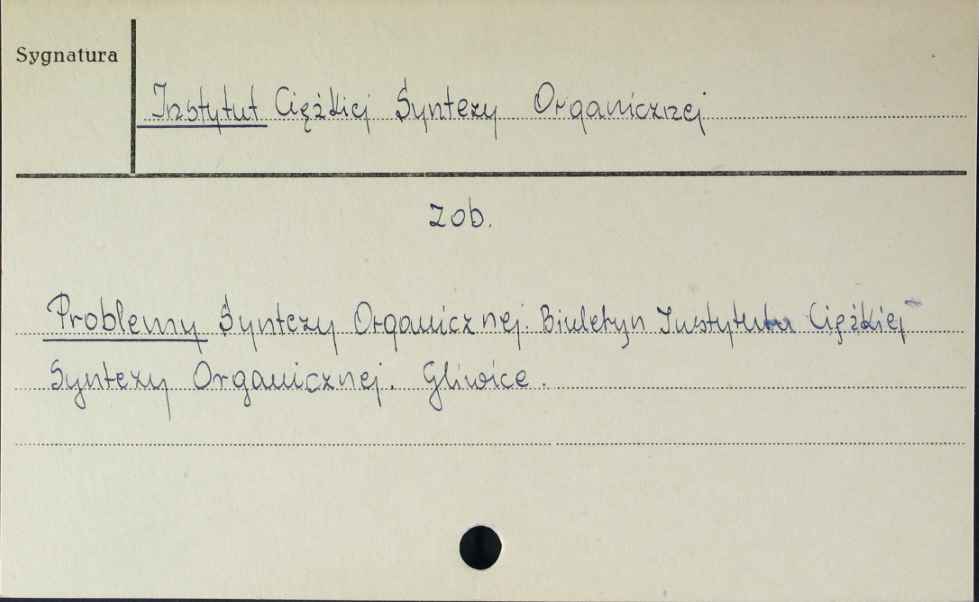 Sygnatura
Instytut Ciężkiej Syntezy Organicznej
zob.
Problemy Syntezy Organicznej. Biuletyn Instytutu Ciężkiej
Syntezy Organicznej. Gliwice.